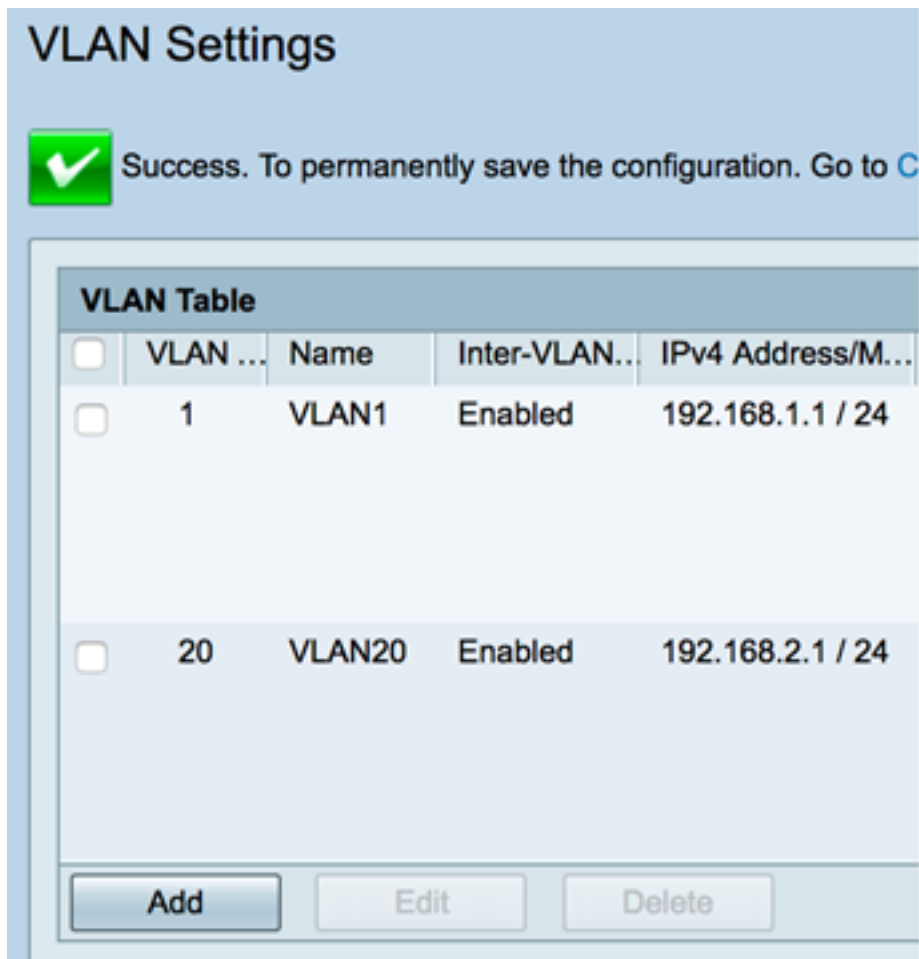 VLAN Settings
Success. To permanently save the configuration. Go to C
VLAN Table
VLAN ... Name Inter-VLAN... IPv4 Address/M...
1 VLAN1 Enabled 192.168.1.1 / 24
20 VLAN20 Enabled 192.168.2.1 / 24
Add Edit Delete